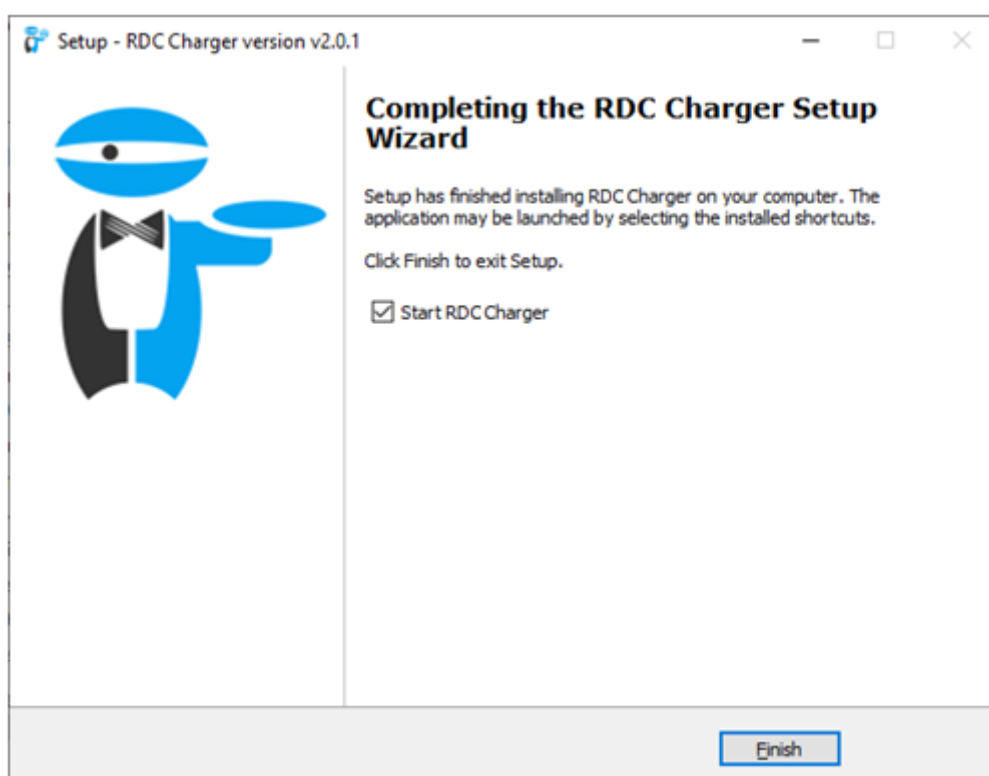 Setup - RDC Charger version v2.0.1
Completing the RDC Charger Setup
Wizard
Setup has finished installing RDC Charger on your computer. The
application may be launched by selecting the installed shortcuts.
Click Finish to exit Setup.
Start RDC Charger
Finish